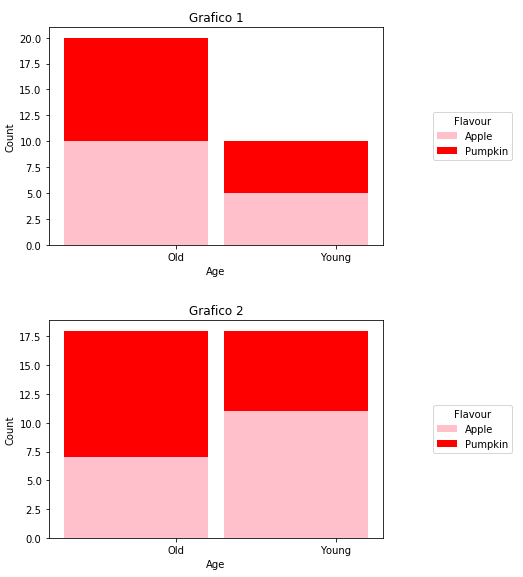 Grafico 1
20.0
17.5
15.0
12.5
10.0
7.5
5.0
2.5
0.0
Count
Old Young
Age
Flavour
Apple
Pumpkin
Grafico 2
17.5
15.0
12.5
10.0
7.5
5.0
2.5
0.0
Count
Old Young
Age
Flavour
Apple
Pumpkin